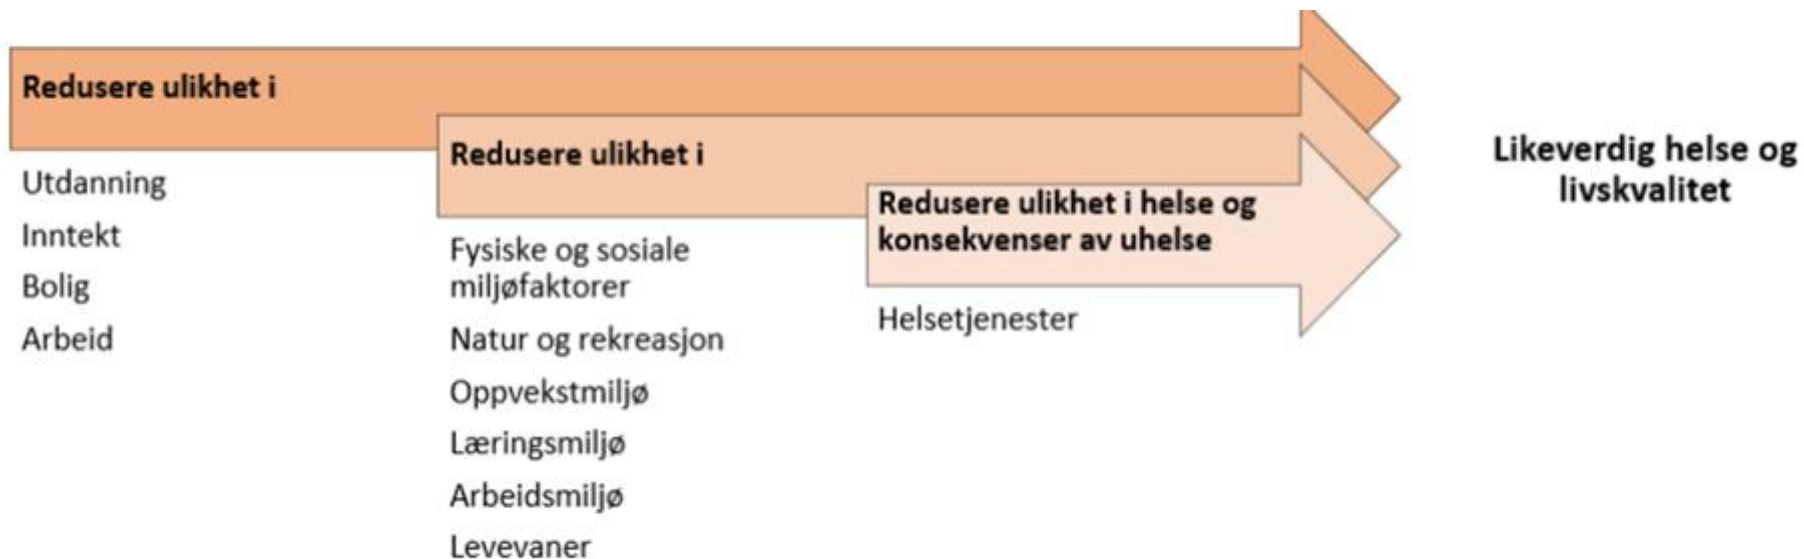 Redusere ulikhet i
Utdanning
Inntekt
Bolig
Arbeid
Redusere ulikhet i
Fysiske og sosiale
miljøfaktorer
Natur og rekreasjon
Oppvekstmiljø
Læringsmiljø
Arbeidsmiljø
Levevaner
Redusere ulikhet i helse og
konsekvenser av uhelse
Helsetjenester
Likeverdig helse og
livskvalitet